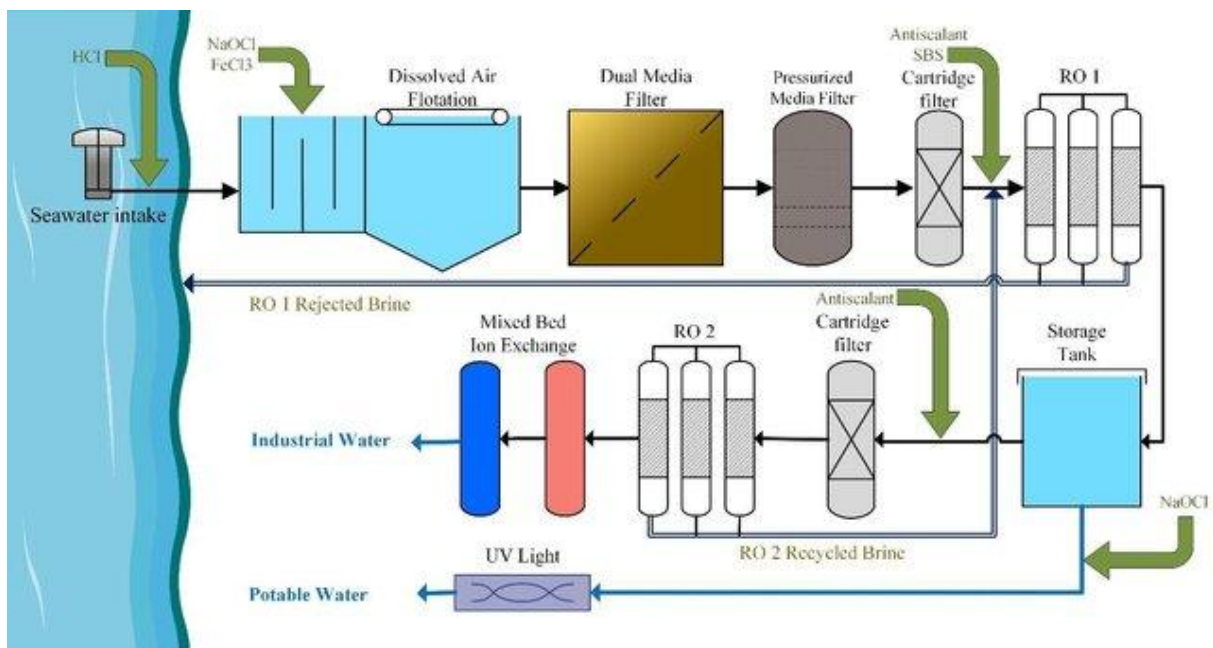 HCl
NaOCl
FeCl3
Dissolved Air
Flotation
Dual Media
Filter
Pressurized
Media Filter
Antiscalant
SBS
Cartridge
filter
RO 1
Seawater intake
RO 1 Rejected Brine
Mixed Bed
Ion Exchange
RO 2
Antiscalant
Cartridge
filter
Storage
Tank
Industrial Water
NaOCl
RO 2 Recycled Brine
UV Light
Potable Water